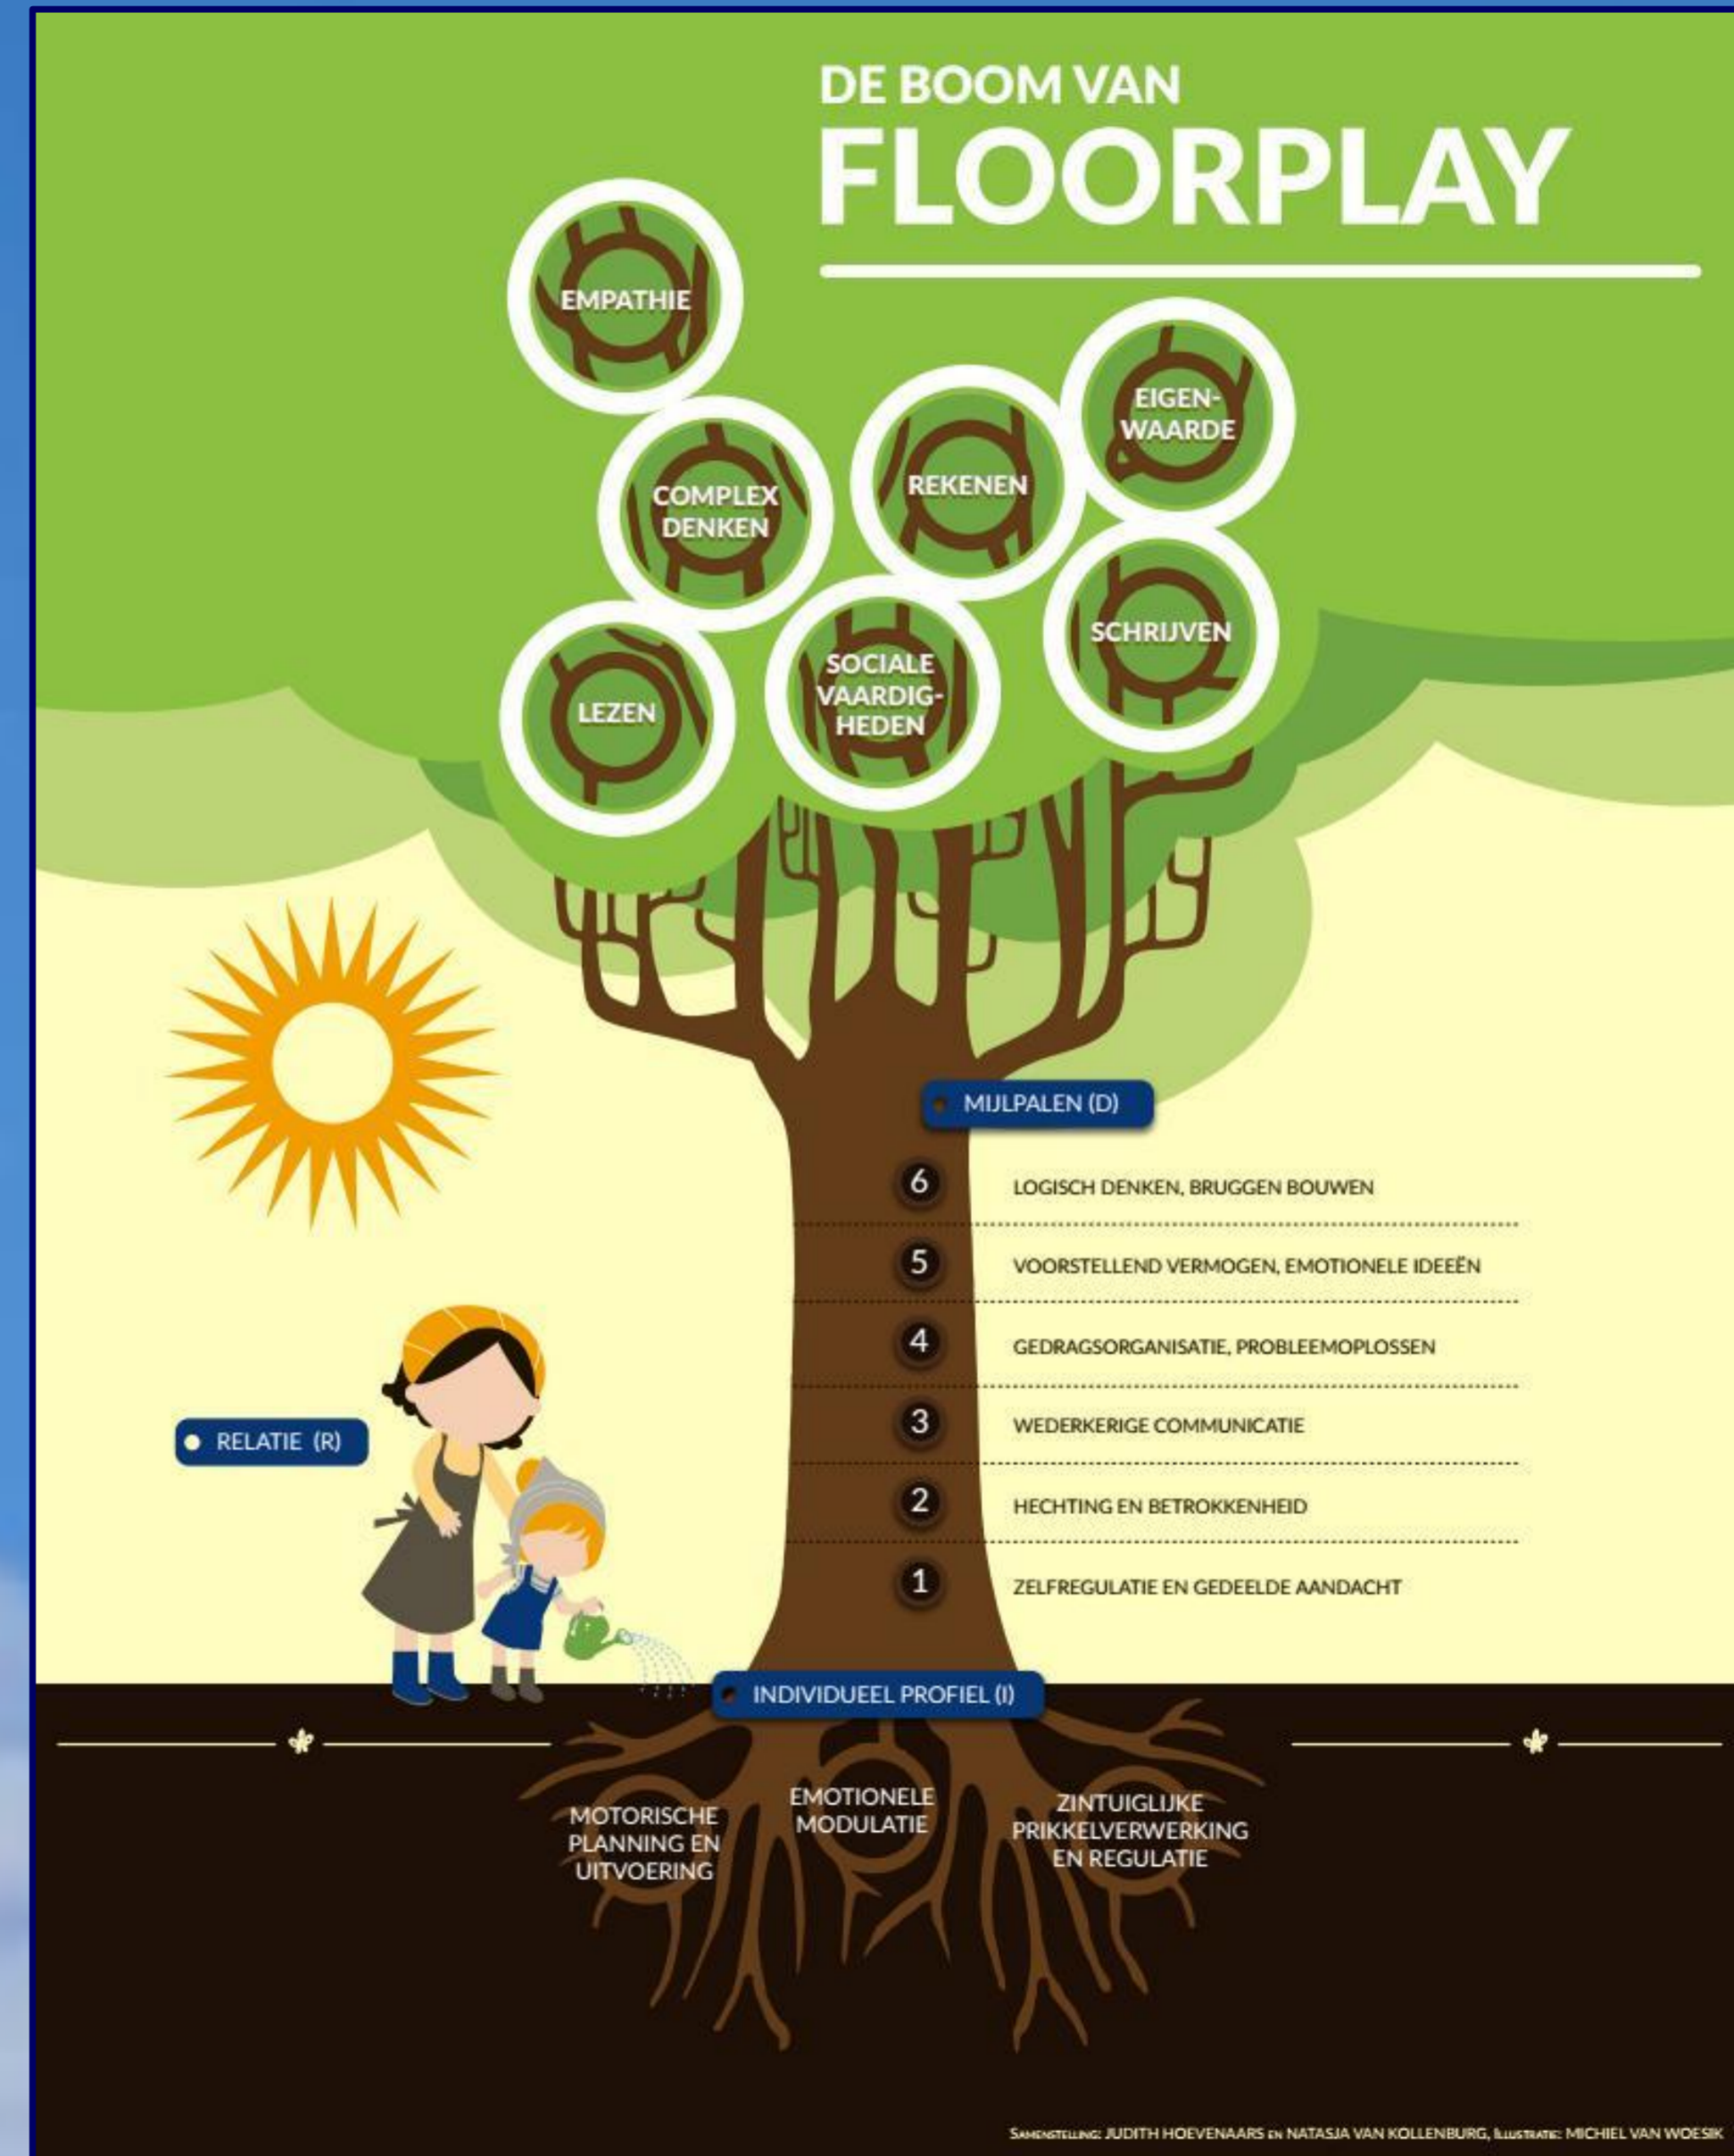 DE BOOM VAN
FLOORPLAY
EMPATHIE
EIGEN-
WAARDE
COMPLEX
DENKEN
REKENEN
SCHRIJVEN
LEZEN
SOCIALE
VAARDIG-
HEDEN
MIJLPALEN (D)
6 LOGISCH DENKEN, BRUGGEN BOUWEN
5 VOORSTELLEND VERMOGEN, EMOTIONELE IDEEËN
4 GEDRAGSORGANISATIE, PROBLEEMOPLOSSEN
3 WEDERKERIGE COMMUNICATIE
2 HECHTING EN BETROKKENHEID
1 ZELFREGULATIE EN GEDEELDE AANDACHT
RELATIE (R)
INDIVIDUEEL PROFIEL (I)
MOTORISCHE
PLANNING EN
UITVOERING
EMOTIONELE
MODULATIE
ZINTUIGLIJKE
PRIKKELVERWERKING
EN REGULATIE
SAMENSTELLING: JUDITH HOEVENAARS EN NATASJA VAN KOLLENBURG, ILLUSTRATIE: MICHIEL VAN WOESIK